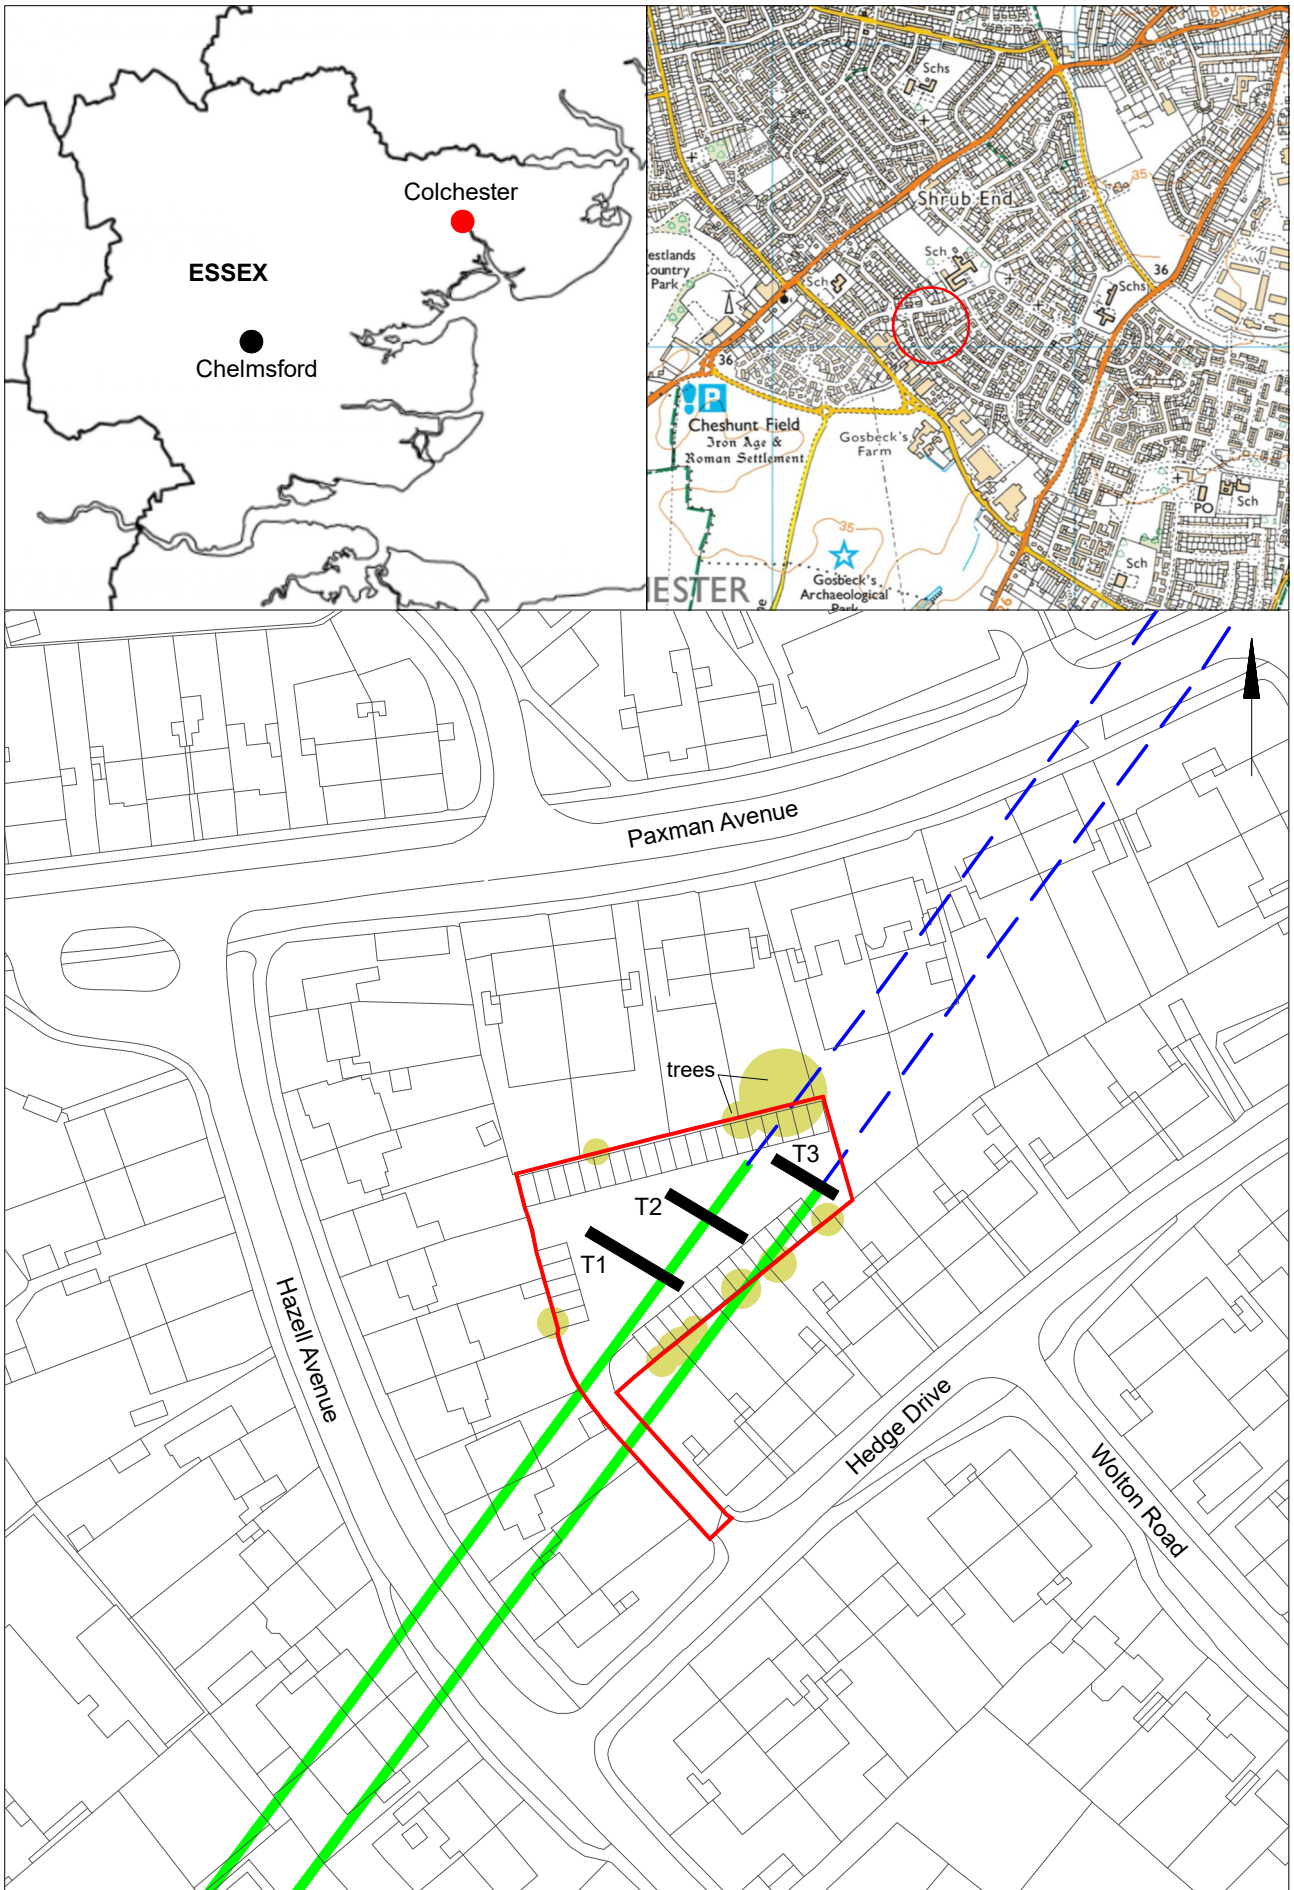 Colchester
ESSEX
Chelmsford
Schs
35
Shrub End
Sch
estlands
Country
Park
Sch
36
Schs
36
P
Cheshunt Field
Iron Age &
Roman Settlement
Gosbeck's
Farm
PO
Sch
35
Sch
Gosbeck's
Archaeological
Park
ESTER
Paxman Avenue
trees
T3
T2
T1
Hazell Avenue
Hedge Drive
Wolton Road